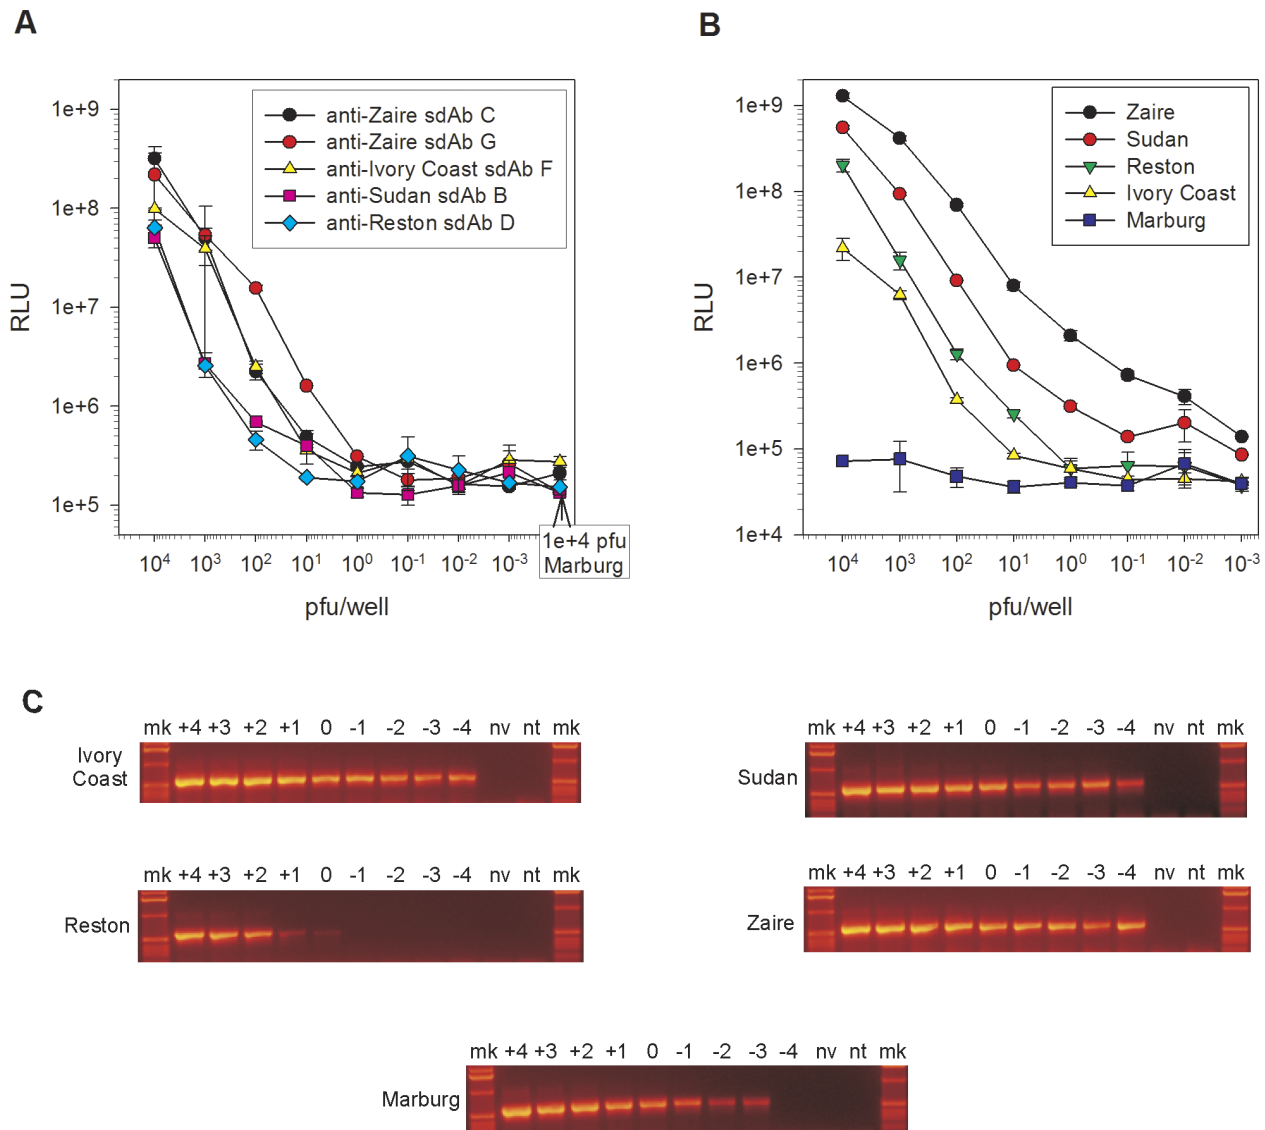 A
1e+9
1e+8
1e+7
1e+6
1e+5
RLU
anti-Zaire sdAb C
anti-Zaire sdAb G
anti-Ivory Coast sdAb F
anti-Sudan sdAb B
anti-Reston sdAb D
10⁴ 10³ 10² 10¹ 10⁰ 10⁻¹ 10⁻² 10⁻³
1e+4 pfu
Marburg
pfu/well
B
1e+9
1e+8
1e+7
1e+6
1e+5
1e+4
RLU
Zaire
Sudan
Reston
Ivory Coast
Marburg
10⁴ 10³ 10² 10¹ 10⁰ 10⁻¹ 10⁻² 10⁻³
pfu/well
C
mk +4 +3 +2 +1 0 -1 -2 -3 -4 nv nt mk
Ivory
Coast
mk +4 +3 +2 +1 0 -1 -2 -3 -4 nv nt mk
Sudan
mk +4 +3 +2 +1 0 -1 -2 -3 -4 nv nt mk
Reston
mk +4 +3 +2 +1 0 -1 -2 -3 -4 nv nt mk
Zaire
mk +4 +3 +2 +1 0 -1 -2 -3 -4 nv nt mk
Marburg